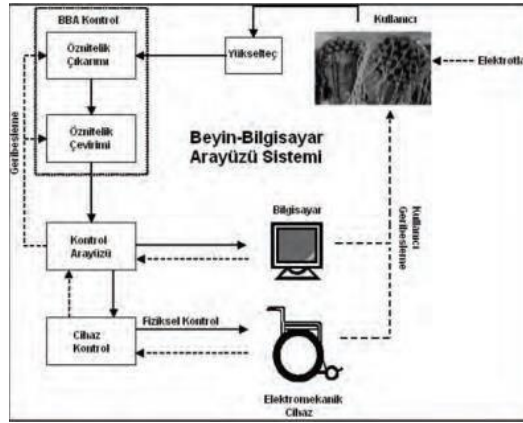 BBA Kontrol
Öznitelik
Çıkarımı
Öznitelik
Çevirimi
Geribesleme
Yükselteç
Kullanıcı
Elektrotla
Beyin-Bilgisayar
Arayüzü Sistemi
Kontrol
Arayüzü
Bilgisayar
Kullanıcı
Geribesleme
Cihaz
Kontrol
Fiziksel Kontrol
Elektromekanik
Cihaz